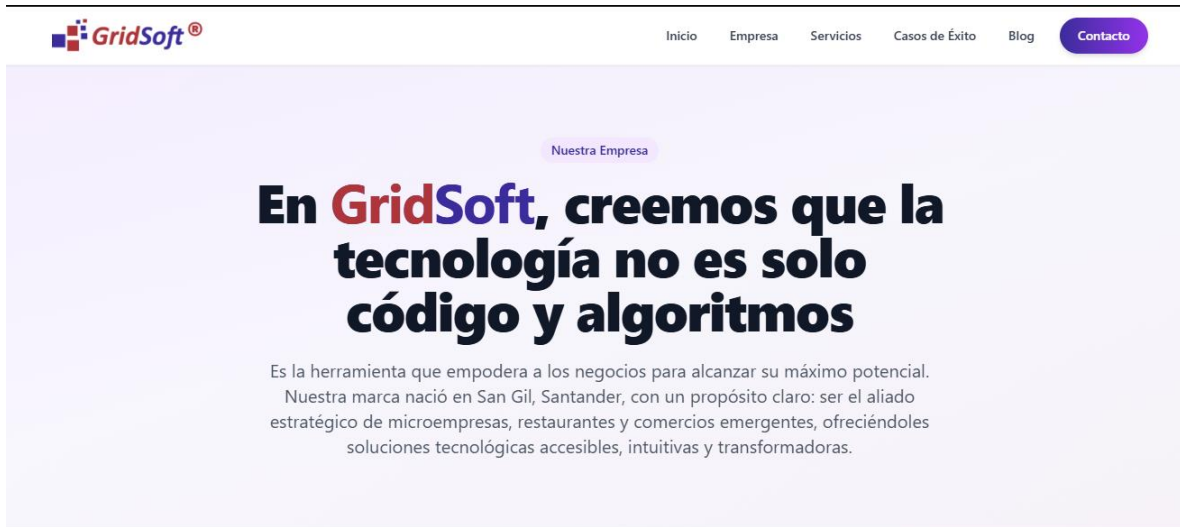 GridSoft®
Inicio
Empresa
Servicios
Casos de Éxito
Blog
Contacto
Nuestra Empresa
En GridSoft, creemos que la
tecnología no es solo
código y algoritmos
Es la herramienta que empodera a los negocios para alcanzar su máximo potencial.
Nuestra marca nació en San Gil, Santander, con un propósito claro: ser el aliado
estratégico de microempresas, restaurantes y comercios emergentes, ofreciéndoles
soluciones tecnológicas accesibles, intuitivas y transformadoras.